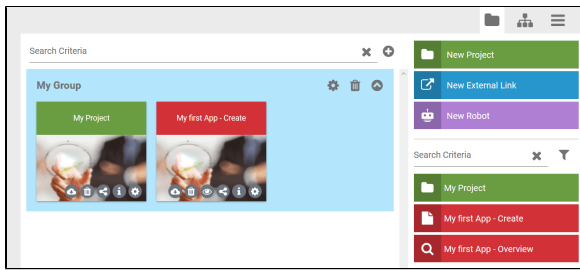 Search Criteria
My Group
My Project
My first App - Create
New Project
New External Link
New Robot
Search Criteria
My Project
My first App - Create
My first App - Overview